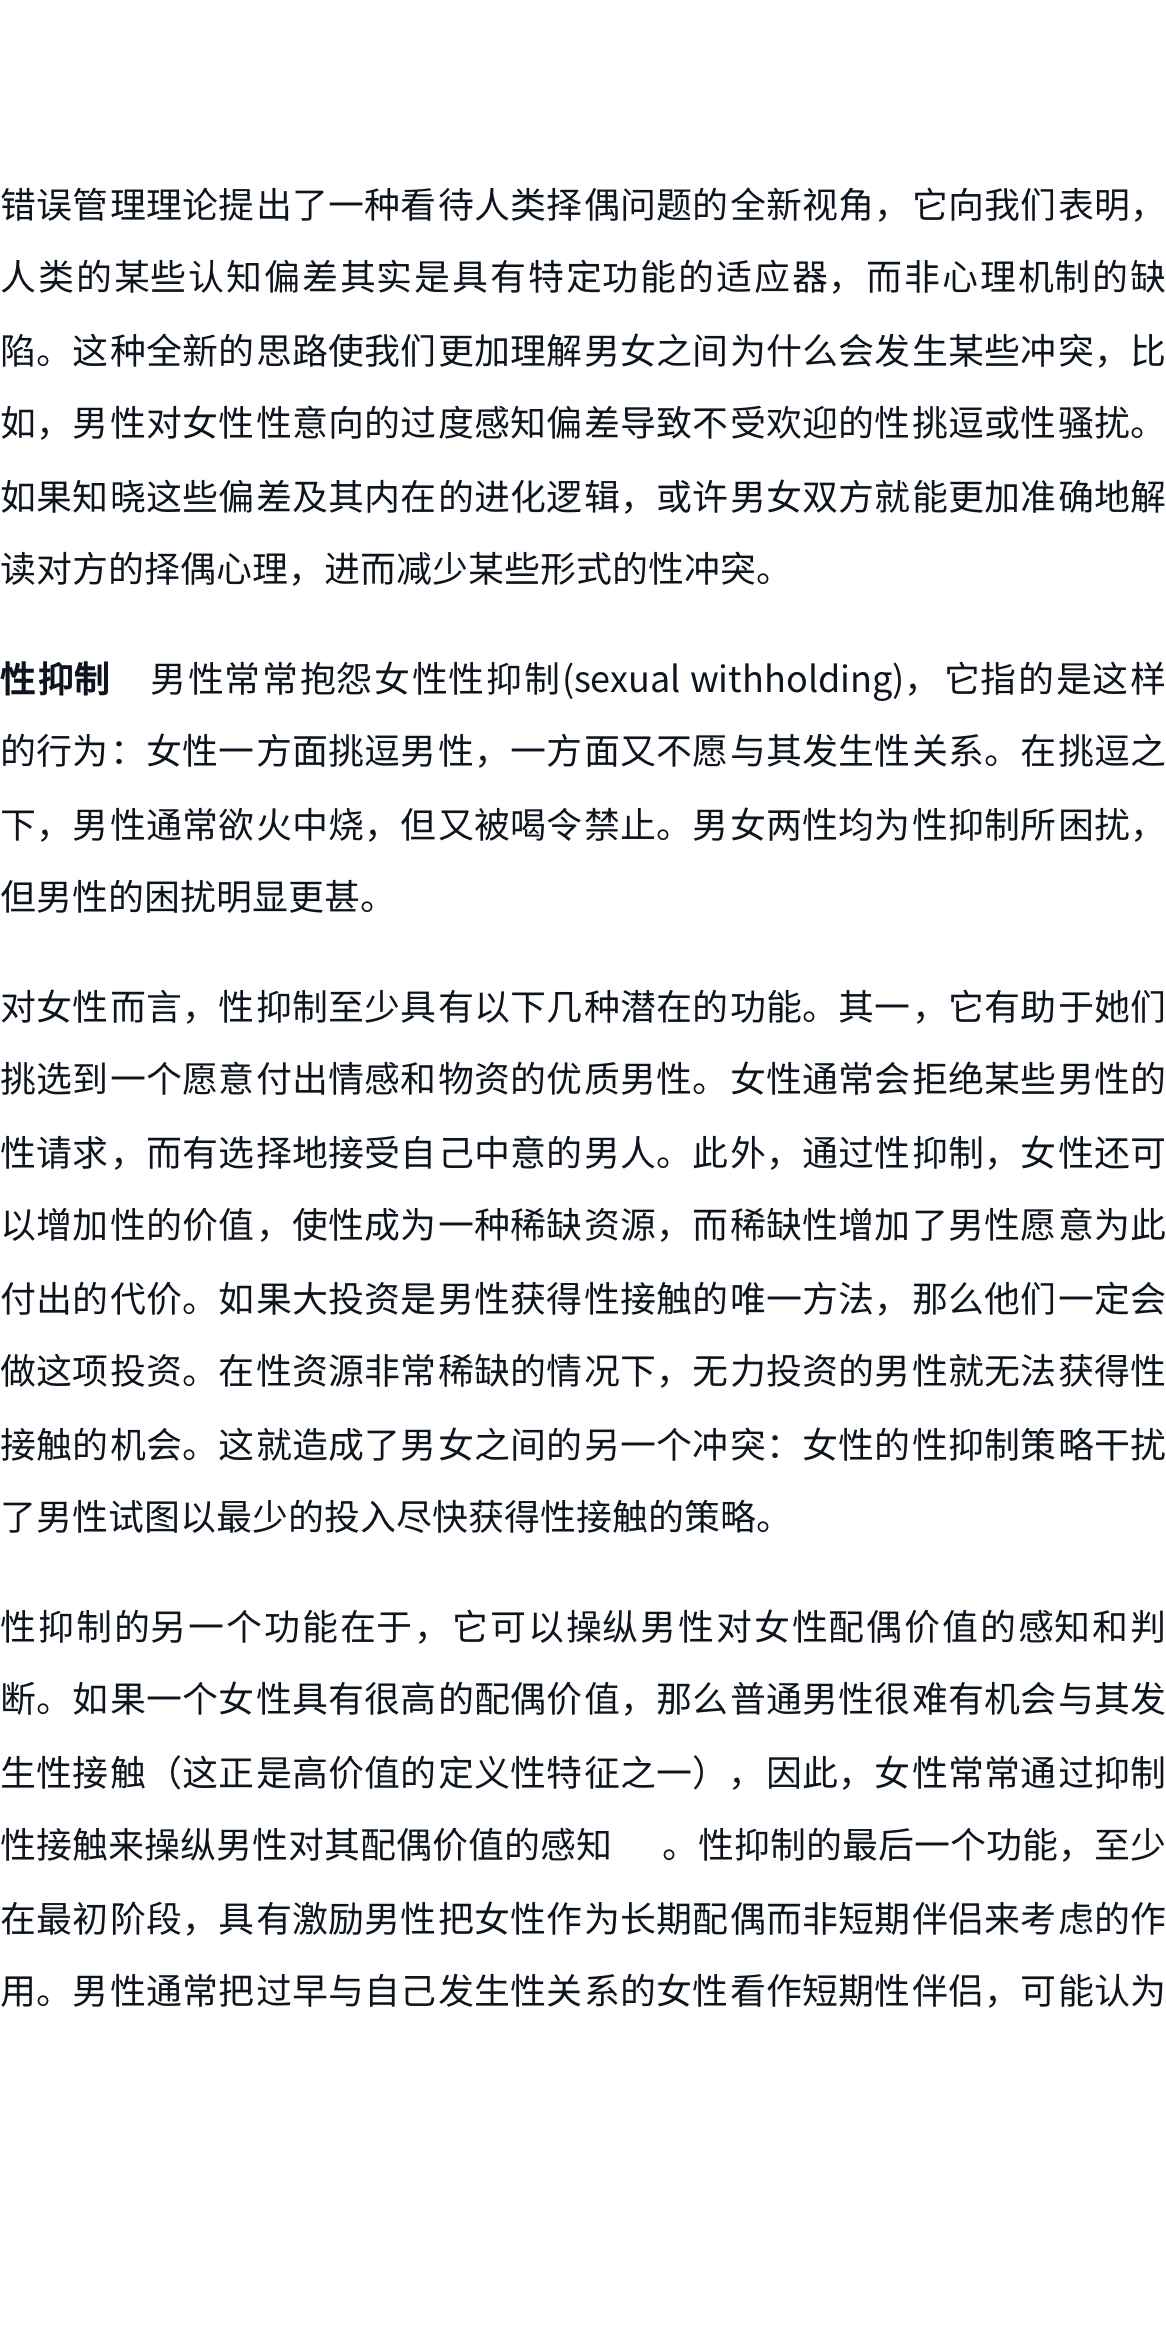 错误管理理论提出了一种看待人类择偶问题的全新视角，它向我们表明，
人类的某些认知偏差其实是具有特定功能的适应器，而非心理机制的缺
陷。这种全新的思路使我们更加理解男女之间为什么会发生某些冲突，比
如，男性对女性性意向的过度感知偏差导致不受欢迎的性挑逗或性骚扰。
如果知晓这些偏差及其内在的进化逻辑，或许男女双方就能更加准确地解
读对方的择偶心理，进而减少某些形式的性冲突。
性抑制 男性常常抱怨女性性抑制(sexual withholding)，它指的是这样
的行为：女性一方面挑逗男性，一方面又不愿与其发生性关系。在挑逗之
下，男性通常欲火中烧，但又被喝令禁止。男女两性均为性抑制所困扰，
但男性的困扰明显更甚。
对女性而言，性抑制至少具有以下几种潜在的功能。其一，它有助于她们
挑选到一个愿意付出情感和物资的优质男性。女性通常会拒绝某些男性的
性请求，而有选择地接受自己中意的男人。此外，通过性抑制，女性还可
以增加性的价值，使性成为一种稀缺资源，而稀缺性增加了男性愿意为此
付出的代价。如果大投资是男性获得性接触的唯一方法，那么他们一定会
做这项投资。在性资源非常稀缺的情况下，无力投资的男性就无法获得性
接触的机会。这就造成了男女之间的另一个冲突：女性的性抑制策略干扰
了男性试图以最少的投入尽快获得性接触的策略。
性抑制的另一个功能在于，它可以操纵男性对女性配偶价值的感知和判
断。如果一个女性具有很高的配偶价值，那么普通男性很难有机会与其发
生性接触（这正是高价值的定义性特征之一），因此，女性常常通过抑制
性接触来操纵男性对其配偶价值的感知 。性抑制的最后一个功能，至少
在最初阶段，具有激励男性把女性作为长期配偶而非短期伴侣来考虑的作
用。男性通常把过早与自己发生性关系的女性看作短期性伴侣，可能认为